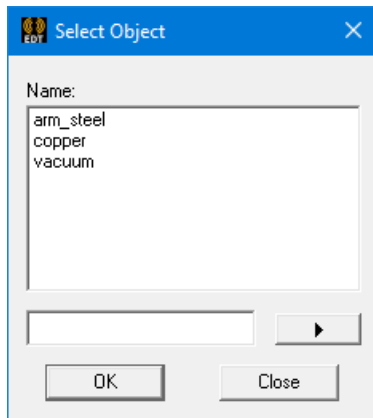 EDT
Select Object
Name:
arm_steel
copper
vacuum
OK
Close